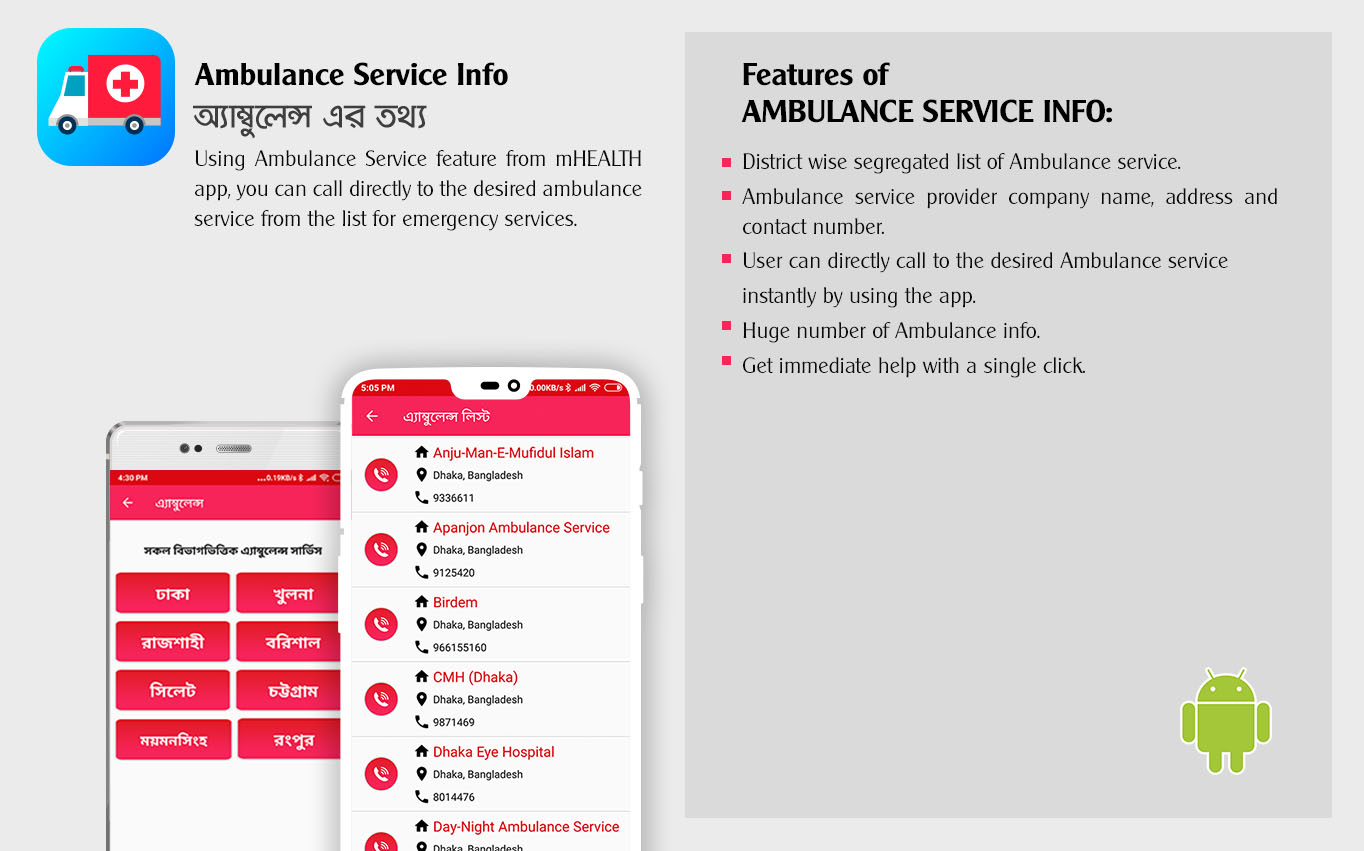 Ambulance Service Info
অ্যাম্বুলেন্স এর তথ্য
Using Ambulance Service feature from mHEALTH
app, you can call directly to the desired ambulance
service from the list for emergency services.
Features of
AMBULANCE SERVICE INFO:
District wise segregated list of Ambulance service.
Ambulance service provider company name, address and
contact number.
User can directly call to the desired Ambulance service
instantly by using the app.
Huge number of Ambulance info.
Get immediate help with a single click.
4:30 PM ...0.19KB/s
এ্যাম্বুলেন্স
সকল বিভাগভিত্তিক এ্যাম্বুলেন্স সার্ভিস
ঢাকা খুলনা
রাজশাহী বরিশাল
সিলেট চট্টগ্রাম
ময়মনসিংহ রংপুর
5:05 PM 0.00KB/s
এ্যাম্বুলেন্স লিস্ট
Anju-Man-E-Mufidul Islam
Dhaka, Bangladesh
9336611
Apanjon Ambulance Service
Dhaka, Bangladesh
9125420
Birdem
Dhaka, Bangladesh
966155160
CMH (Dhaka)
Dhaka, Bangladesh
9871469
Dhaka Eye Hospital
Dhaka, Bangladesh
8014476
Day-Night Ambulance Service
Dhaka, Bangladesh